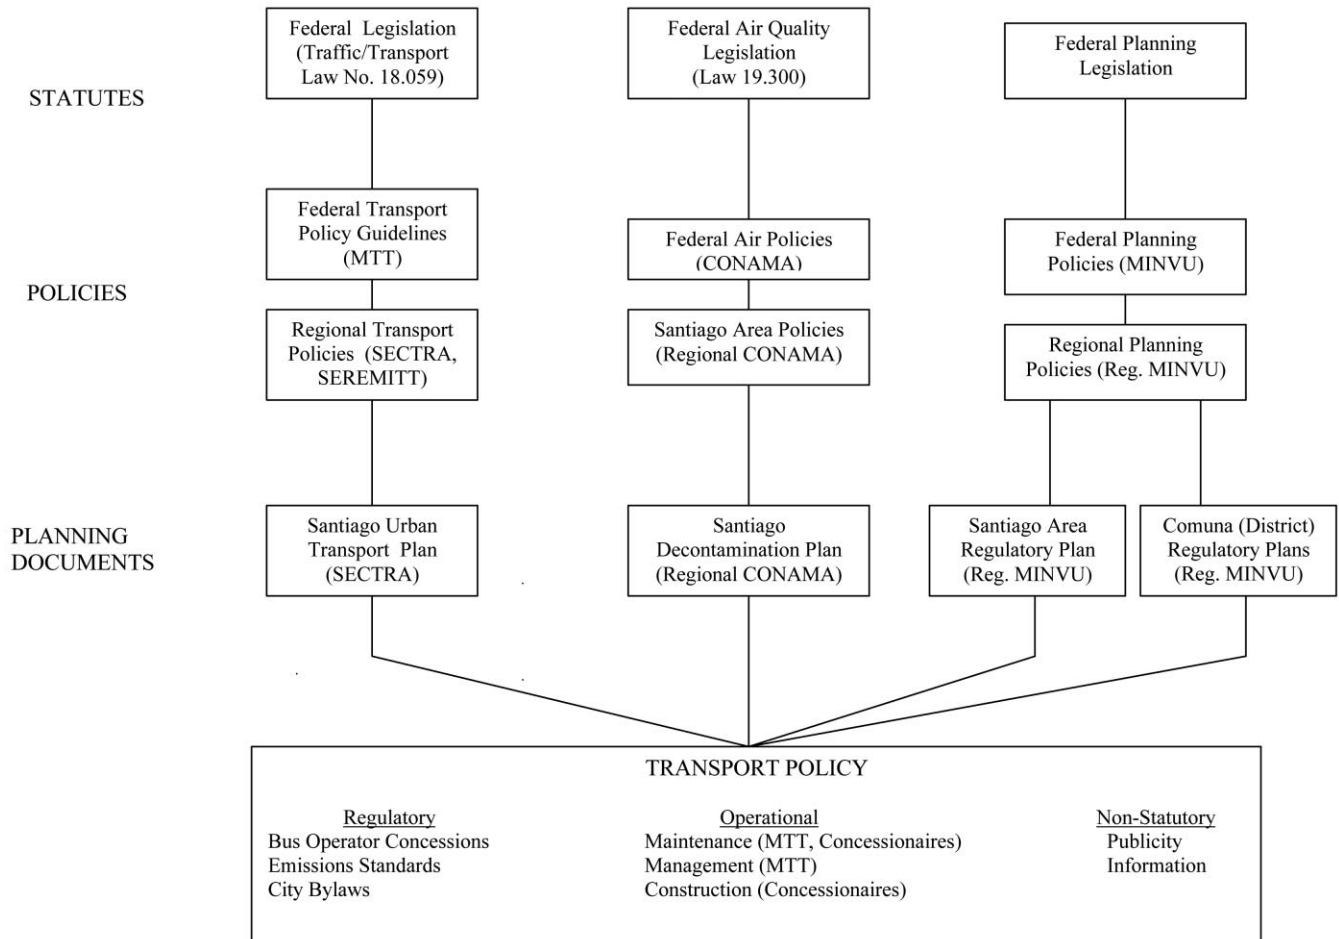 STATUTES
Federal Legislation
(Traffic/Transport
Law No. 18.059)
Federal Air Quality
Legislation
(Law 19.300)
Federal Planning
Legislation
POLICIES
Federal Transport
Policy Guidelines
(MTT)
Federal Air Policies
(CONAMA)
Federal Planning
Policies (MINVU)
Regional Transport
Policies (SECTRA,
SEREMITT)
Santiago Area Policies
(Regional CONAMA)
Regional Planning
Policies (Reg. MINVU)
PLANNING
DOCUMENTS
Santiago Urban
Transport Plan
(SECTRA)
Santiago
Decontamination Plan
(Regional CONAMA)
Santiago Area
Regulatory Plan
(Reg. MINVU)
Comuna (District)
Regulatory Plans
(Reg. MINVU)
TRANSPORT POLICY
Regulatory
Bus Operator Concessions
Emissions Standards
City Bylaws
Operational
Maintenance (MTT, Concessionaires)
Management (MTT)
Construction (Concessionaires)
Non-Statutory
Publicity
Information